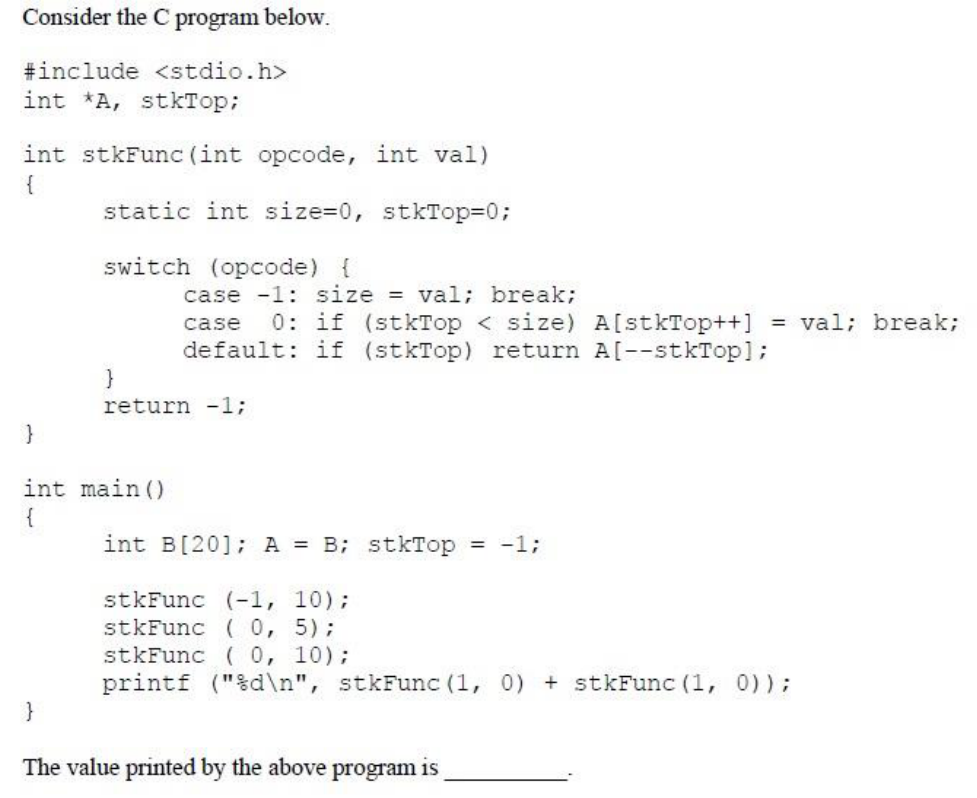 Consider the C program below.
#include <stdio.h>
int *A, stkTop;
int stkFunc(int opcode, int val)
{
static int size=0, stkTop=0;
switch (opcode) {
case -1: size = val; break;
case 0: if (stkTop < size) A[stkTop++] = val; break;
default: if (stkTop) return A[--stkTop];
}
return -1;
}
int main()
{
int B[20]; A = B; stkTop = -1;
stkFunc (-1, 10);
stkFunc ( 0, 5);
stkFunc ( 0, 10);
printf ("%d\n", stkFunc(1, 0) + stkFunc(1, 0));
}
The value printed by the above program is __________.